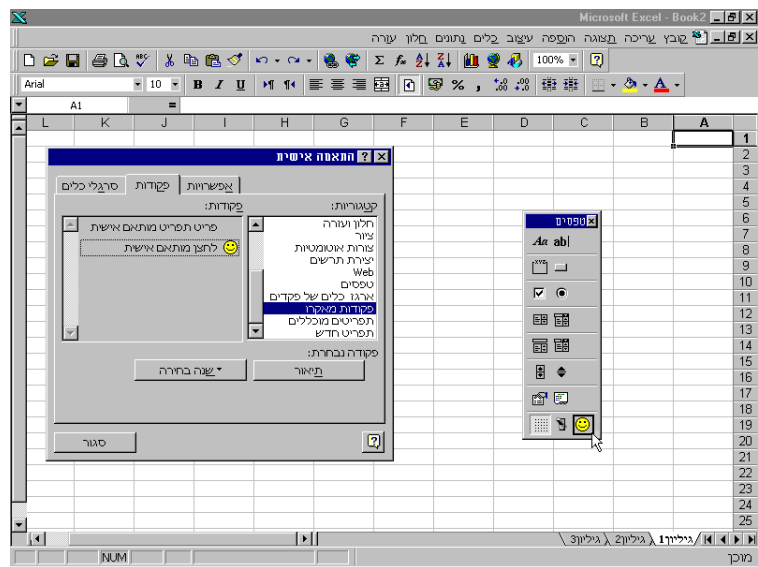 Microsoft Excel - Book2
קובץ עריכה תצוגה הוספה עיצוב כלים נתונים חלון עזרה
100%
Arial 10 B I U
A1 =
A B C D E F G H I J K L
1
2
3
4
5
6
7
8
9
10
11
12
13
14
15
16
17
18
19
20
21
22
23
24
25
התאמה אישית
סרגלי כלים פקודות אפשרויות
קטגוריות:
חלון ועזרה
ציור
צורות אוטומטיות
יצירת תרשים
Web
טפסים
ארגז כלים של פקדים
פקודות מאקרו
תפריטים מוכללים
תפריט חדש
פקודות:
פריט תפריט מותאם אישית
לחצן מותאם אישית
פקודה נבחרת:
תיאור
שנה בחירה
סגור
טפסים
Aa ab|
xyz
גיליון1 גיליון2 גיליון3
מוכן
NUM